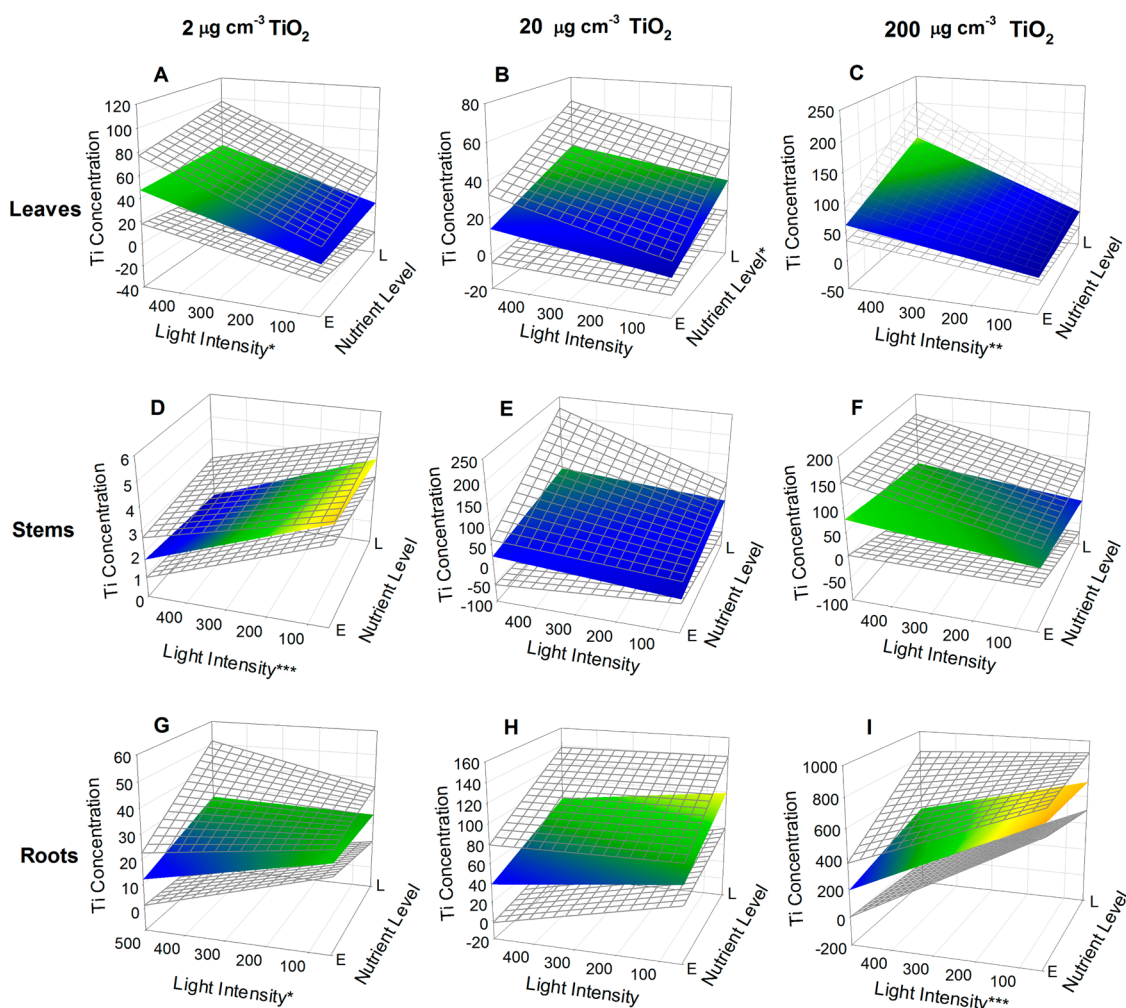 2 μg cm-3 TiO2
20 μg cm-3 TiO2
200 μg cm-3 TiO2
Leaves
A
120
100
80
60
40
20
0
-20
-40
Ti Concentration
400
300
200
100
Light Intensity*
E
L
Nutrient Level
B
80
60
40
20
0
-20
Ti Concentration
400
300
200
100
Light Intensity
E
L
Nutrient Level*
C
250
200
150
100
50
0
-50
Ti Concentration
400
300
200
100
Light Intensity**
E
L
Nutrient Level
Stems
D
6
5
4
3
2
1
0
Ti Concentration
400
300
200
100
Light Intensity***
E
L
Nutrient Level
E
250
200
150
100
50
0
-50
-100
Ti Concentration
400
300
200
100
Light Intensity
E
L
Nutrient Level
F
200
150
100
50
0
-50
-100
Ti Concentration
400
300
200
100
Light Intensity
E
L
Nutrient Level
Roots
G
60
50
40
30
20
10
0
Ti Concentration
500
400
300
200
100
Light Intensity*
E
L
Nutrient Level
H
160
140
120
100
80
60
40
20
0
-20
Ti Concentration
400
300
200
100
Light Intensity
E
L
Nutrient Level
I
1000
800
600
400
200
0
-200
Ti Concentration
400
300
200
100
Light Intensity***
E
L
Nutrient Level